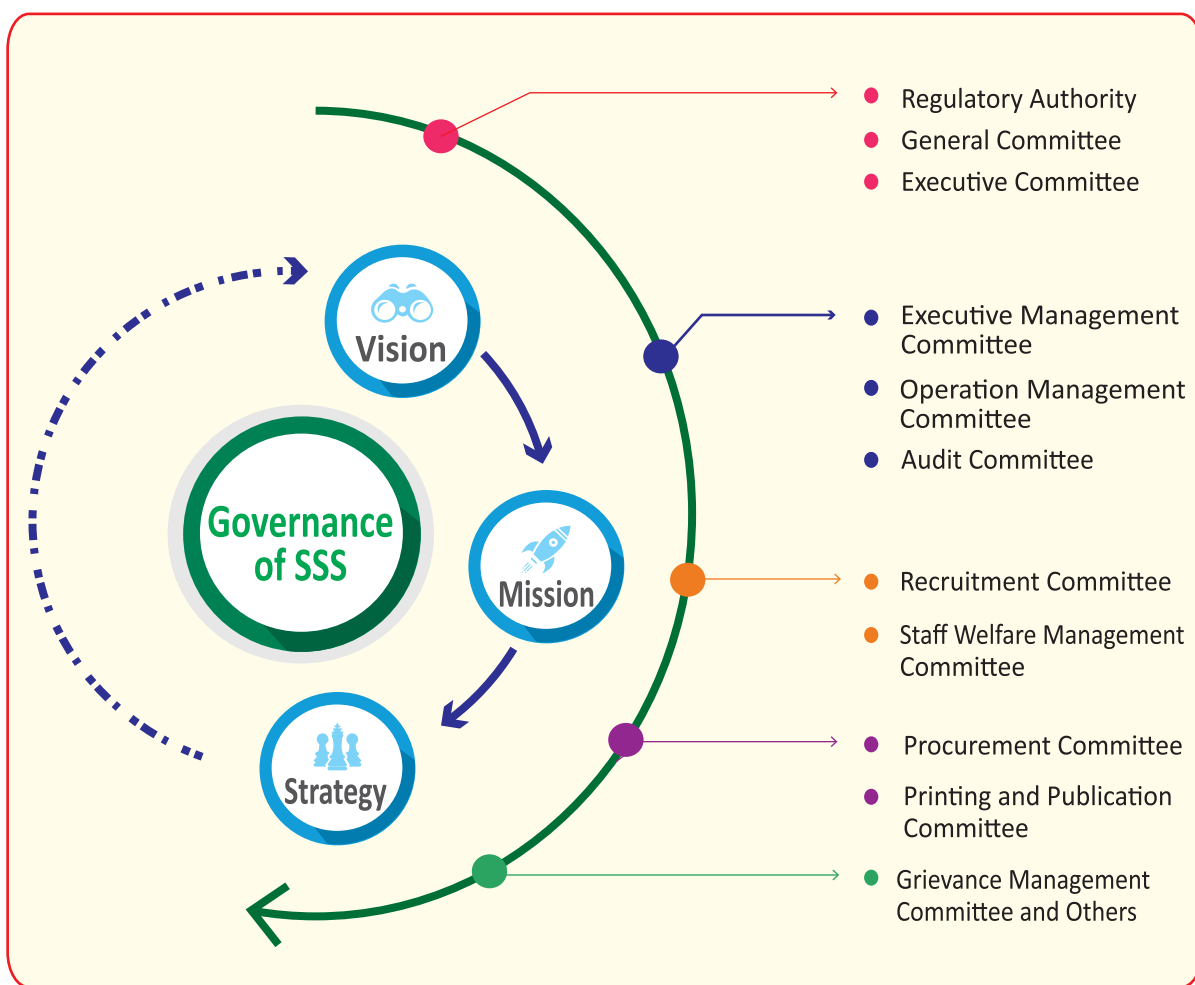 Regulatory Authority
General Committee
Executive Committee
Vision
Executive Management
Committee
Operation Management
Committee
Audit Committee
Governance
of SSS
Mission
Recruitment Committee
Staff Welfare Management
Committee
Strategy
Procurement Committee
Printing and Publication
Committee
Grievance Management
Committee and Others